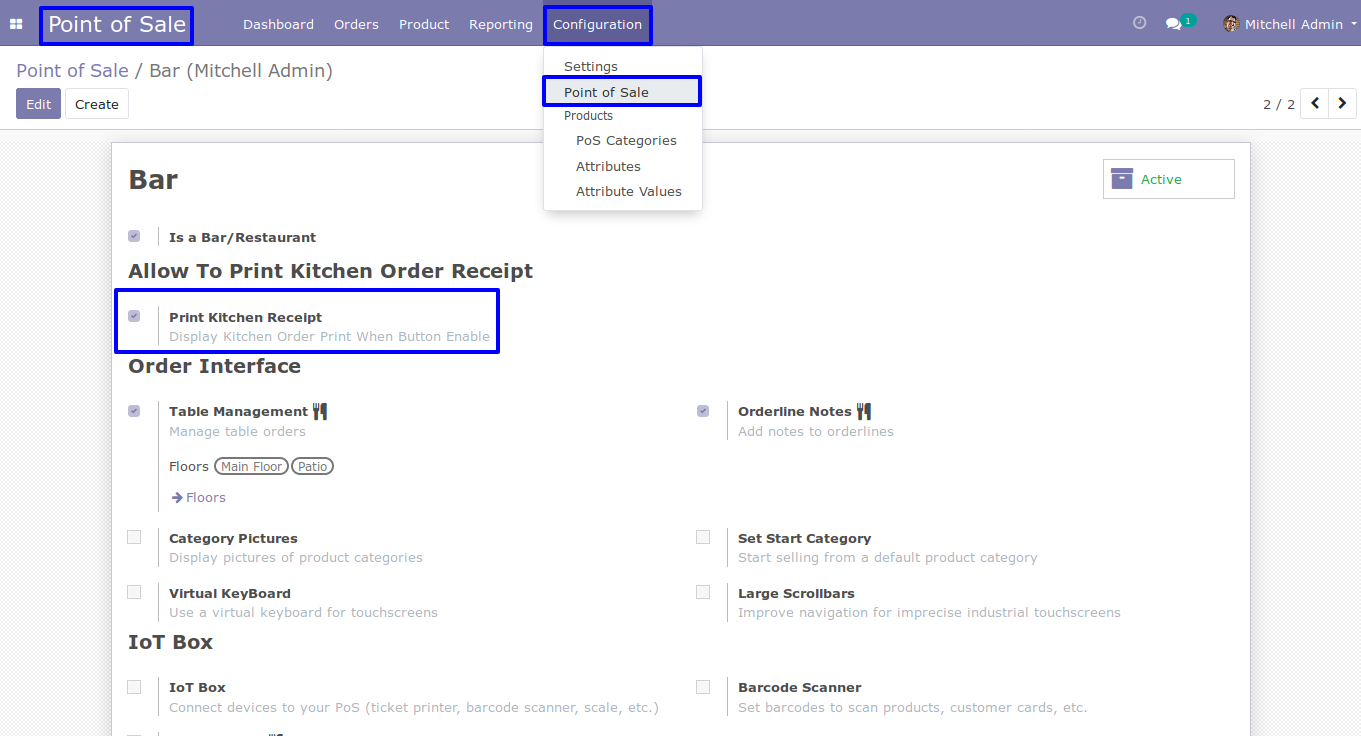 Point of Sale Dashboard Orders Product Reporting Configuration 1 Mitchell Admin
Point of Sale / Bar (Mitchell Admin)
Settings
Point of Sale
Products
PoS Categories
Attributes
Attribute Values
Edit Create
2 / 2
Bar
Active
Is a Bar/Restaurant
Allow To Print Kitchen Order Receipt
Print Kitchen Receipt
Display Kitchen Order Print When Button Enable
Order Interface
Table Management
Manage table orders
Floors Main Floor Patio
Floors
Orderline Notes
Add notes to orderlines
Category Pictures
Display pictures of product categories
Set Start Category
Start selling from a default product category
Virtual KeyBoard
Use a virtual keyboard for touchscreens
Large Scrollbars
Improve navigation for imprecise industrial touchscreens
IoT Box
IoT Box
Connect devices to your PoS (ticket printer, barcode scanner, scale, etc.)
Barcode Scanner
Set barcodes to scan products, customer cards, etc.